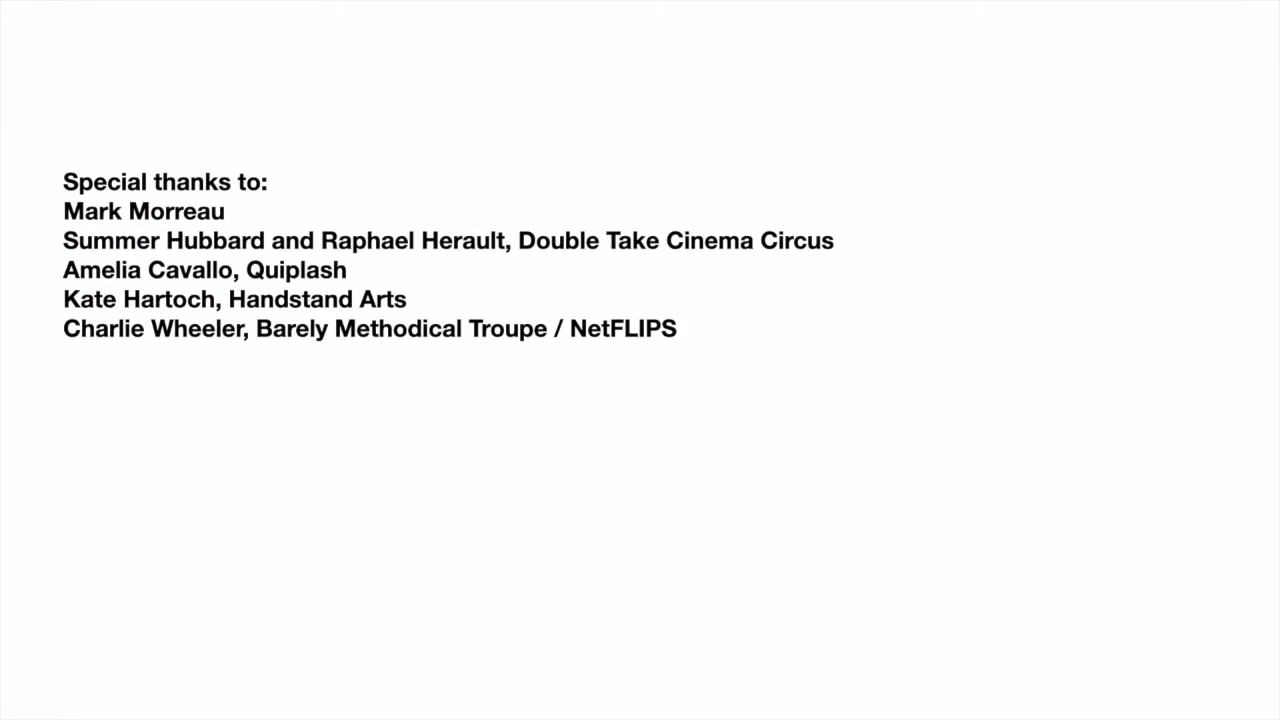 Special thanks to:
Mark Morreau
Summer Hubbard and Raphael Herault, Double Take Cinema Circus
Amelia Cavallo, Quiplash
Kate Hartoch, Handstand Arts
Charlie Wheeler, Barely Methodical Troupe / NetFLIPS